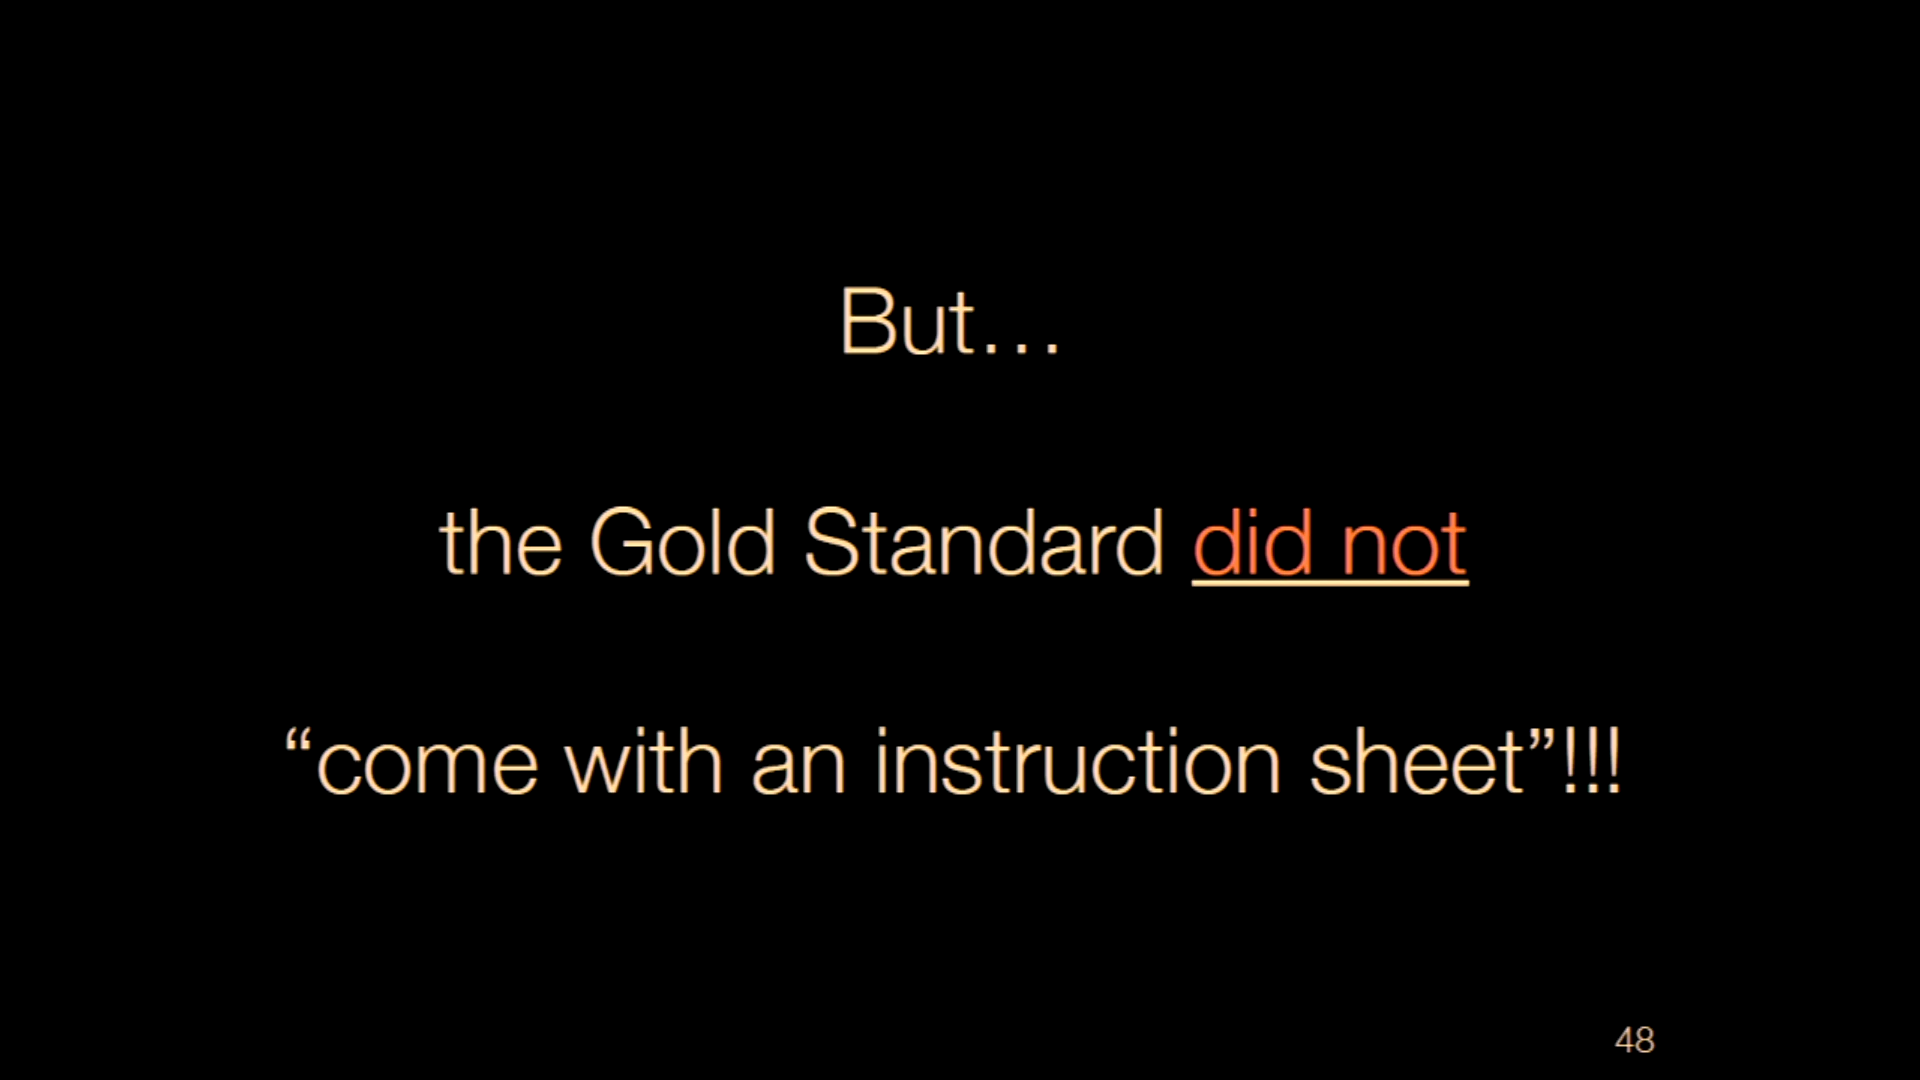 But…
the Gold Standard did not
“come with an instruction sheet”!!!
48